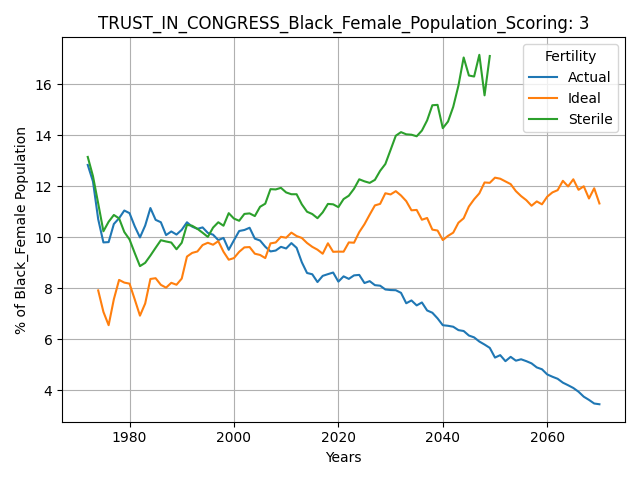 TRUST_IN_CONGRESS_Black_Female_Population_Scoring: 3
Fertility
Actual
Ideal
Sterile
% of Black_Female Population
16
14
12
10
8
6
4
1980 2000 2020 2040 2060
Years